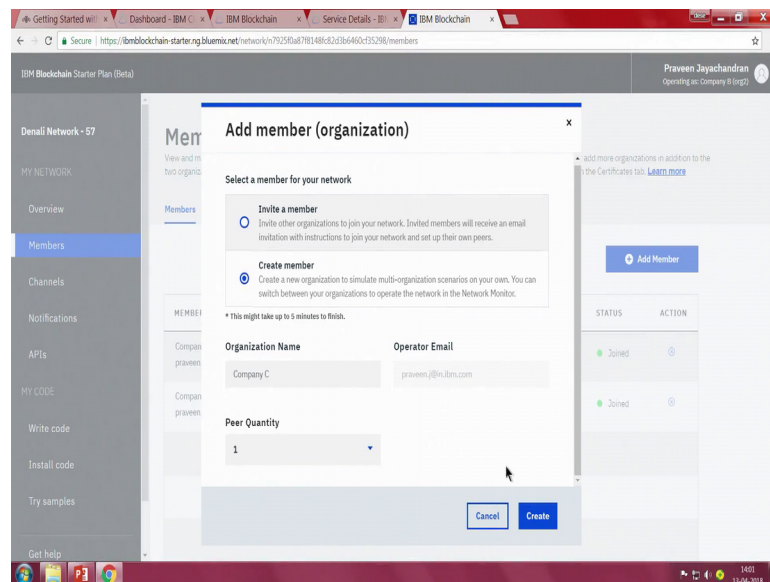 Getting Started with
Dashboard - IBM C
IBM Blockchain
Service Details - IB
IBM Blockchain
Secure | https://ibmblockchain-starter.ng.bluemix.net/network/n7925f0a87f8148fc82d3b6460cf35298/members
IBM Blockchain Starter Plan (Beta)
Praveen Jayachandran
Operating as: Company B (org2)
Denali Network - 57
MY NETWORK
Overview
Members
Channels
Notifications
APIs
MY CODE
Write code
Install code
Try samples
Get help
Mem
View and m
two organiz
add more organizations in addition to the
n the Certificates tab. Learn more
Members
Add Member
MEMBER
STATUS
ACTION
Compan
praveen
Joined
Compan
praveen
Joined
Add member (organization)
x
Select a member for your network
Invite a member
Invite other organizations to join your network. Invited members will receive an email
invitation with instructions to join your network and set up their own peers.
Create member
Create a new organization to simulate multi-organization scenarios on your own. You can
switch between your organizations to operate the network in the Network Monitor.
* This might take up to 5 minutes to finish.
Organization Name
Operator Email
Company C
praveen.j@in.ibm.com
Peer Quantity
1
Cancel
Create
14:01
13-04-2018